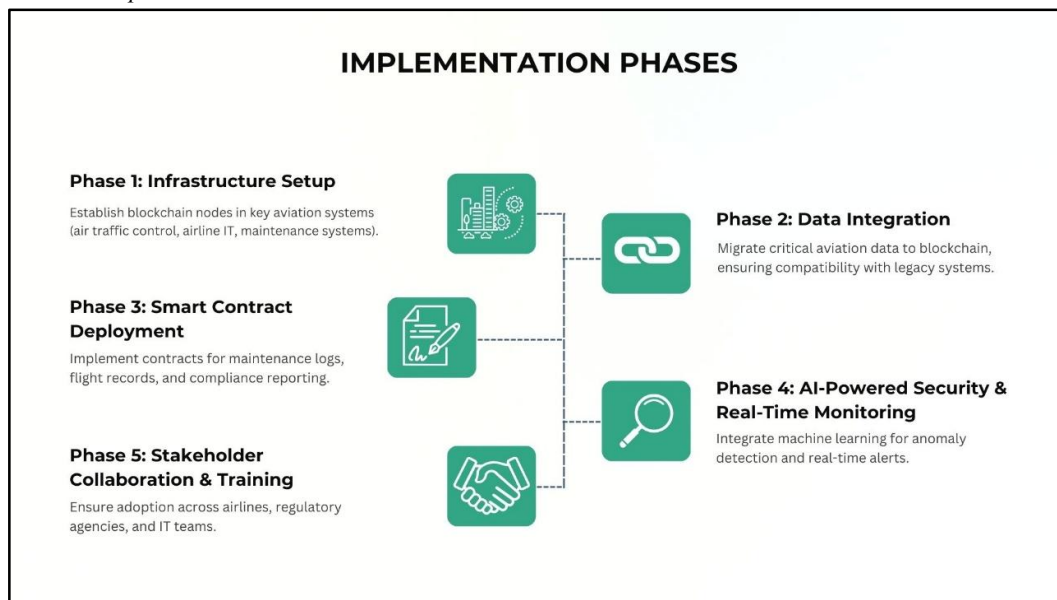 IMPLEMENTATION PHASES
Phase 1: Infrastructure Setup
Establish blockchain nodes in key aviation systems
(air traffic control, airline IT, maintenance systems).
Phase 2: Data Integration
Migrate critical aviation data to blockchain,
ensuring compatibility with legacy systems.
Phase 3: Smart Contract
Deployment
Implement contracts for maintenance logs,
flight records, and compliance reporting.
Phase 4: AI-Powered Security &
Real-Time Monitoring
Integrate machine learning for anomaly
detection and real-time alerts.
Phase 5: Stakeholder
Collaboration & Training
Ensure adoption across airlines, regulatory
agencies, and IT teams.